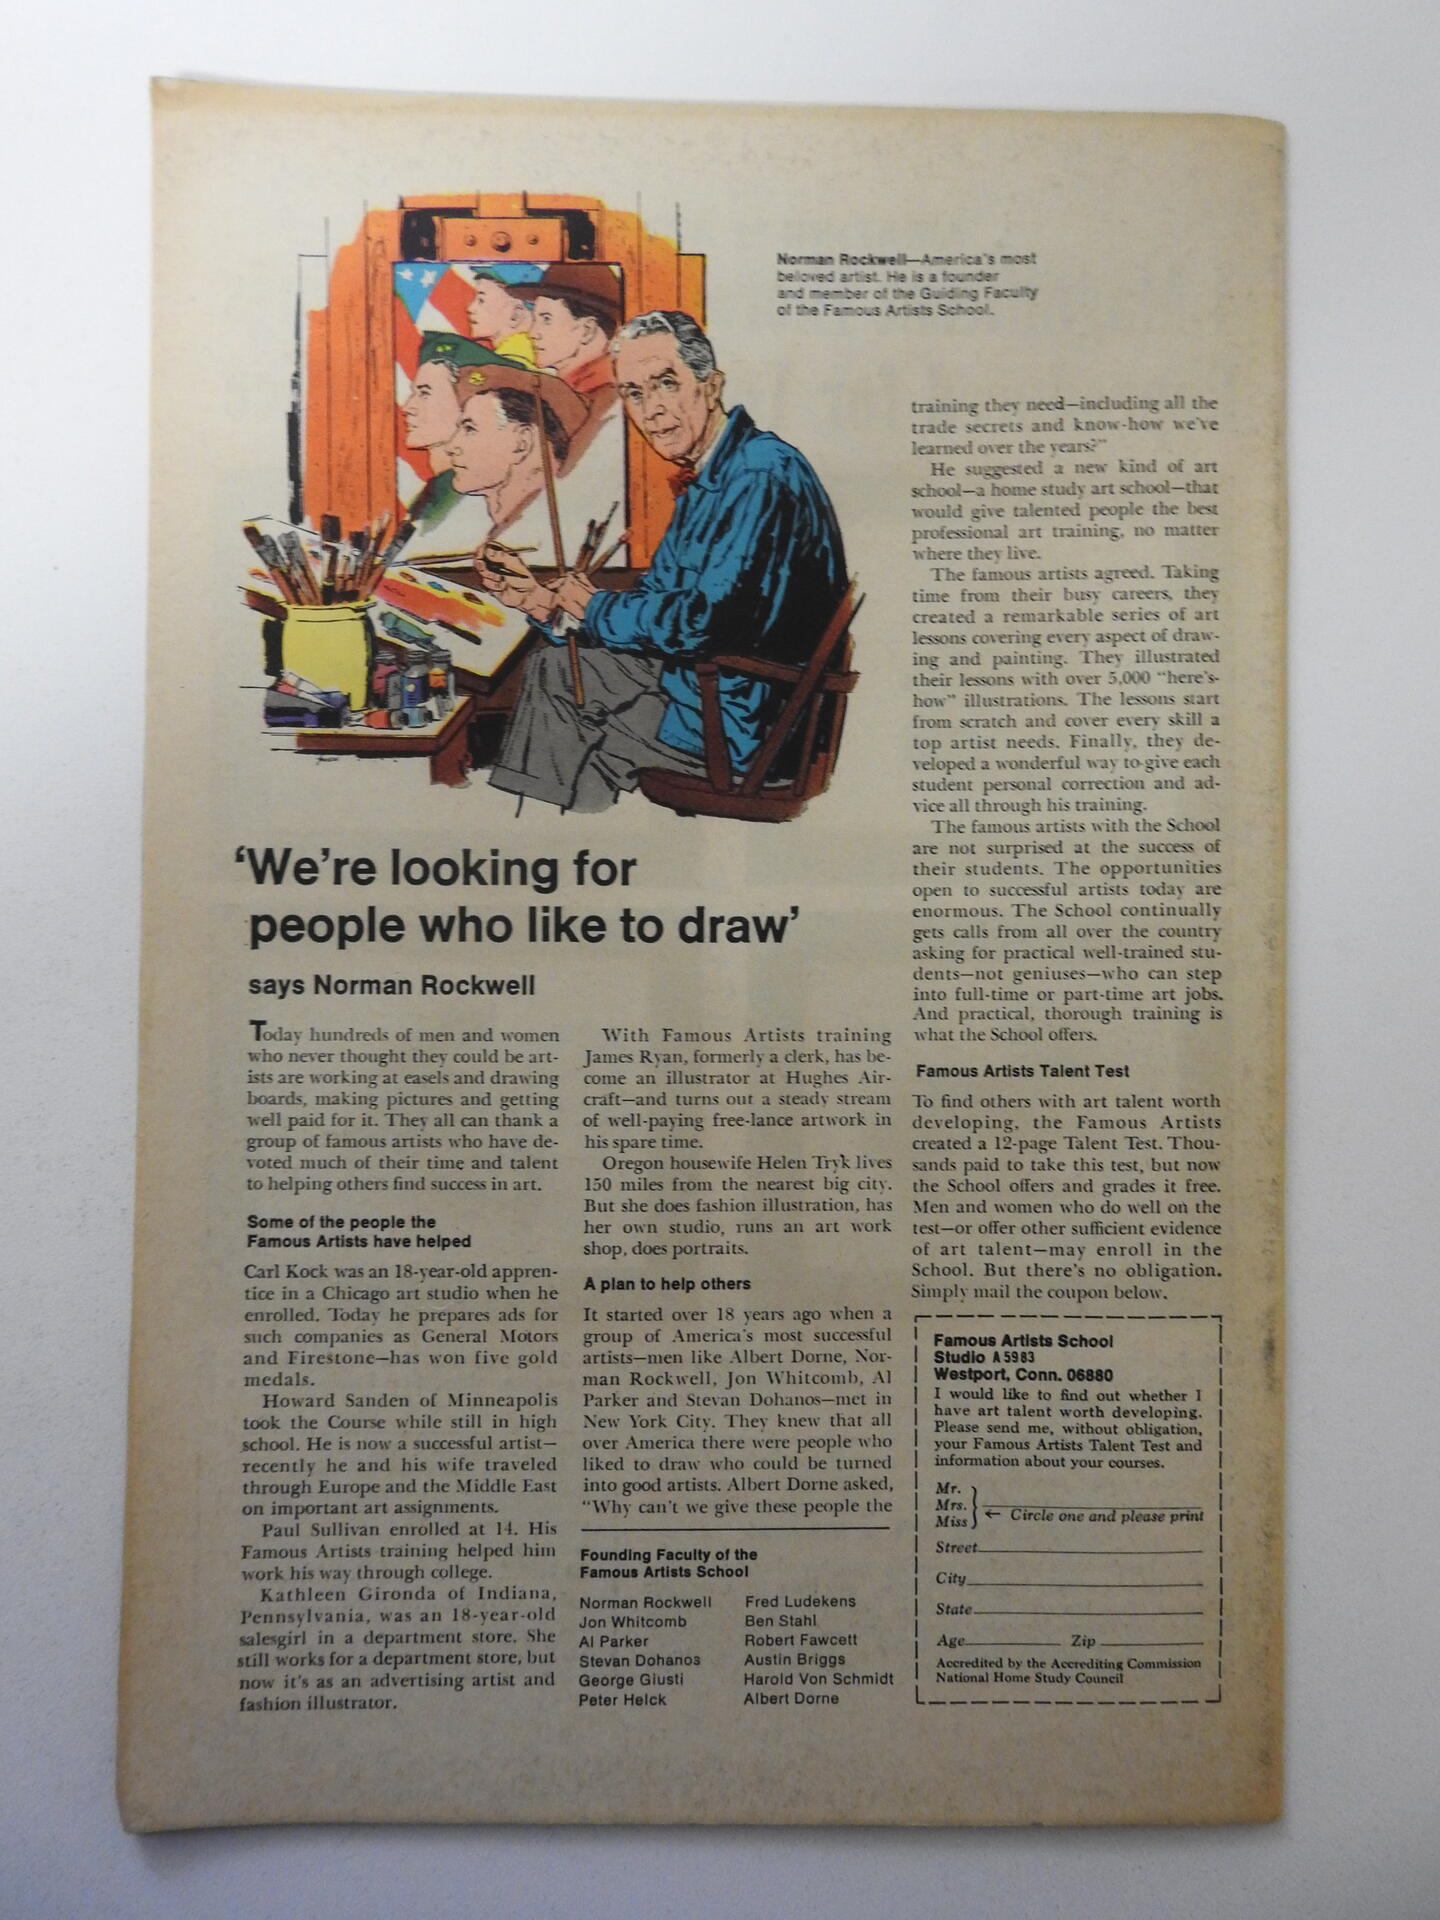 Norman Rockwell—America's most
beloved artist. He is a founder
and member of the Guiding Faculty
of the Famous Artists School.
'We're looking for
people who like to draw'
says Norman Rockwell
Today hundreds of men and women
who never thought they could be art-
ists are working at easels and drawing
boards, making pictures and getting
well paid for it. They all can thank a
group of famous artists who have de-
voted much of their time and talent
to helping others find success in art.
Some of the people the
Famous Artists have helped
Carl Kock was an 18-year-old appren-
tice in a Chicago art studio when he
enrolled. Today he prepares ads for
such companies as General Motors
and Firestone—has won five gold
medals.
Howard Sanden of Minneapolis
took the Course while still in high
school. He is now a successful artist—
recently he and his wife traveled
through Europe and the Middle East
on important art assignments.
Paul Sullivan enrolled at 14. His
Famous Artists training helped him
work his way through college.
Kathleen Gironda of Indiana,
Pennsylvania, was an 18-year-old
salesgirl in a department store. She
still works for a department store, but
now it's as an advertising artist and
fashion illustrator.
With Famous Artists training
James Ryan, formerly a clerk, has be-
come an illustrator at Hughes Air-
craft—and turns out a steady stream
of well-paying free-lance artwork in
his spare time.
Oregon housewife Helen Tryk lives
150 miles from the nearest big city.
But she does fashion illustration, has
her own studio, runs an art work
shop, does portraits.
A plan to help others
It started over 18 years ago when a
group of America's most successful
artists—men like Albert Dorne, Nor-
man Rockwell, Jon Whitcomb, Al
Parker and Stevan Dohanos—met in
New York City. They knew that all
over America there were people who
liked to draw who could be turned
into good artists. Albert Dorne asked,
"Why can't we give these people the
Founding Faculty of the
Famous Artists School
Norman Rockwell
Jon Whitcomb
Al Parker
Stevan Dohanos
George Giusti
Peter Helck
Fred Ludekens
Ben Stahl
Robert Fawcett
Austin Briggs
Harold Von Schmidt
Albert Dorne
training they need—including all the
trade secrets and know-how we've
learned over the years?"
He suggested a new kind of art
school—a home study art school—that
would give talented people the best
professional art training, no matter
where they live.
The famous artists agreed. Taking
time from their busy careers, they
created a remarkable series of art
lessons covering every aspect of draw-
ing and painting. They illustrated
their lessons with over 5,000 "here's-
how" illustrations. The lessons start
from scratch and cover every skill a
top artist needs. Finally, they de-
veloped a wonderful way to give each
student personal correction and ad-
vice all through his training.
The famous artists with the School
are not surprised at the success of
their students. The opportunities
open to successful artists today are
enormous. The School continually
gets calls from all over the country
asking for practical well-trained stu-
dents—not geniuses—who can step
into full-time or part-time art jobs.
And practical, thorough training is
what the School offers.
Famous Artists Talent Test
To find others with art talent worth
developing, the Famous Artists
created a 12-page Talent Test. Thou-
sands paid to take this test, but now
the School offers and grades it free.
Men and women who do well on the
test—or offer other sufficient evidence
of art talent—may enroll in the
School. But there's no obligation.
Simply mail the coupon below.
Famous Artists School
Studio A5983
Westport, Conn. 06880
I would like to find out whether I
have art talent worth developing.
Please send me, without obligation,
your Famous Artists Talent Test and
information about your courses.
Mr.
Mrs.
Miss ← Circle one and please print
Street
City
State
Age Zip
Accredited by the Accrediting Commission
National Home Study Council